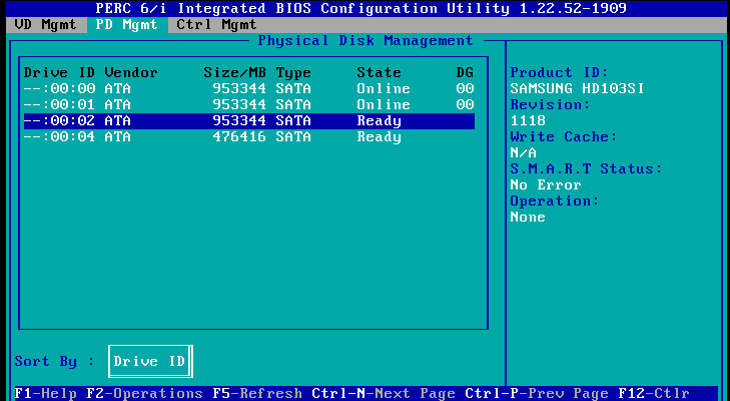 PERC 6/i Integrated BIOS Configuration Utility 1.22.52-1909
VD Mgmt PD Mgmt Ctrl Mgmt
Physical Disk Management
Drive ID Vendor Size/MB Type State DG
--:00:00 ATA 953344 SATA Online 00
--:00:01 ATA 953344 SATA Online 00
--:00:02 ATA 953344 SATA Ready
--:00:04 ATA 476416 SATA Ready
Product ID:
SAMSUNG HD103SI
Revision:
1118
Write Cache:
N/A
S.M.A.R.T Status:
No Error
Operation:
None
Sort By : Drive ID
F1-Help F2-Operations F5-Refresh Ctrl-N-Next Page Ctrl-P-Prev Page F12-Ctlr